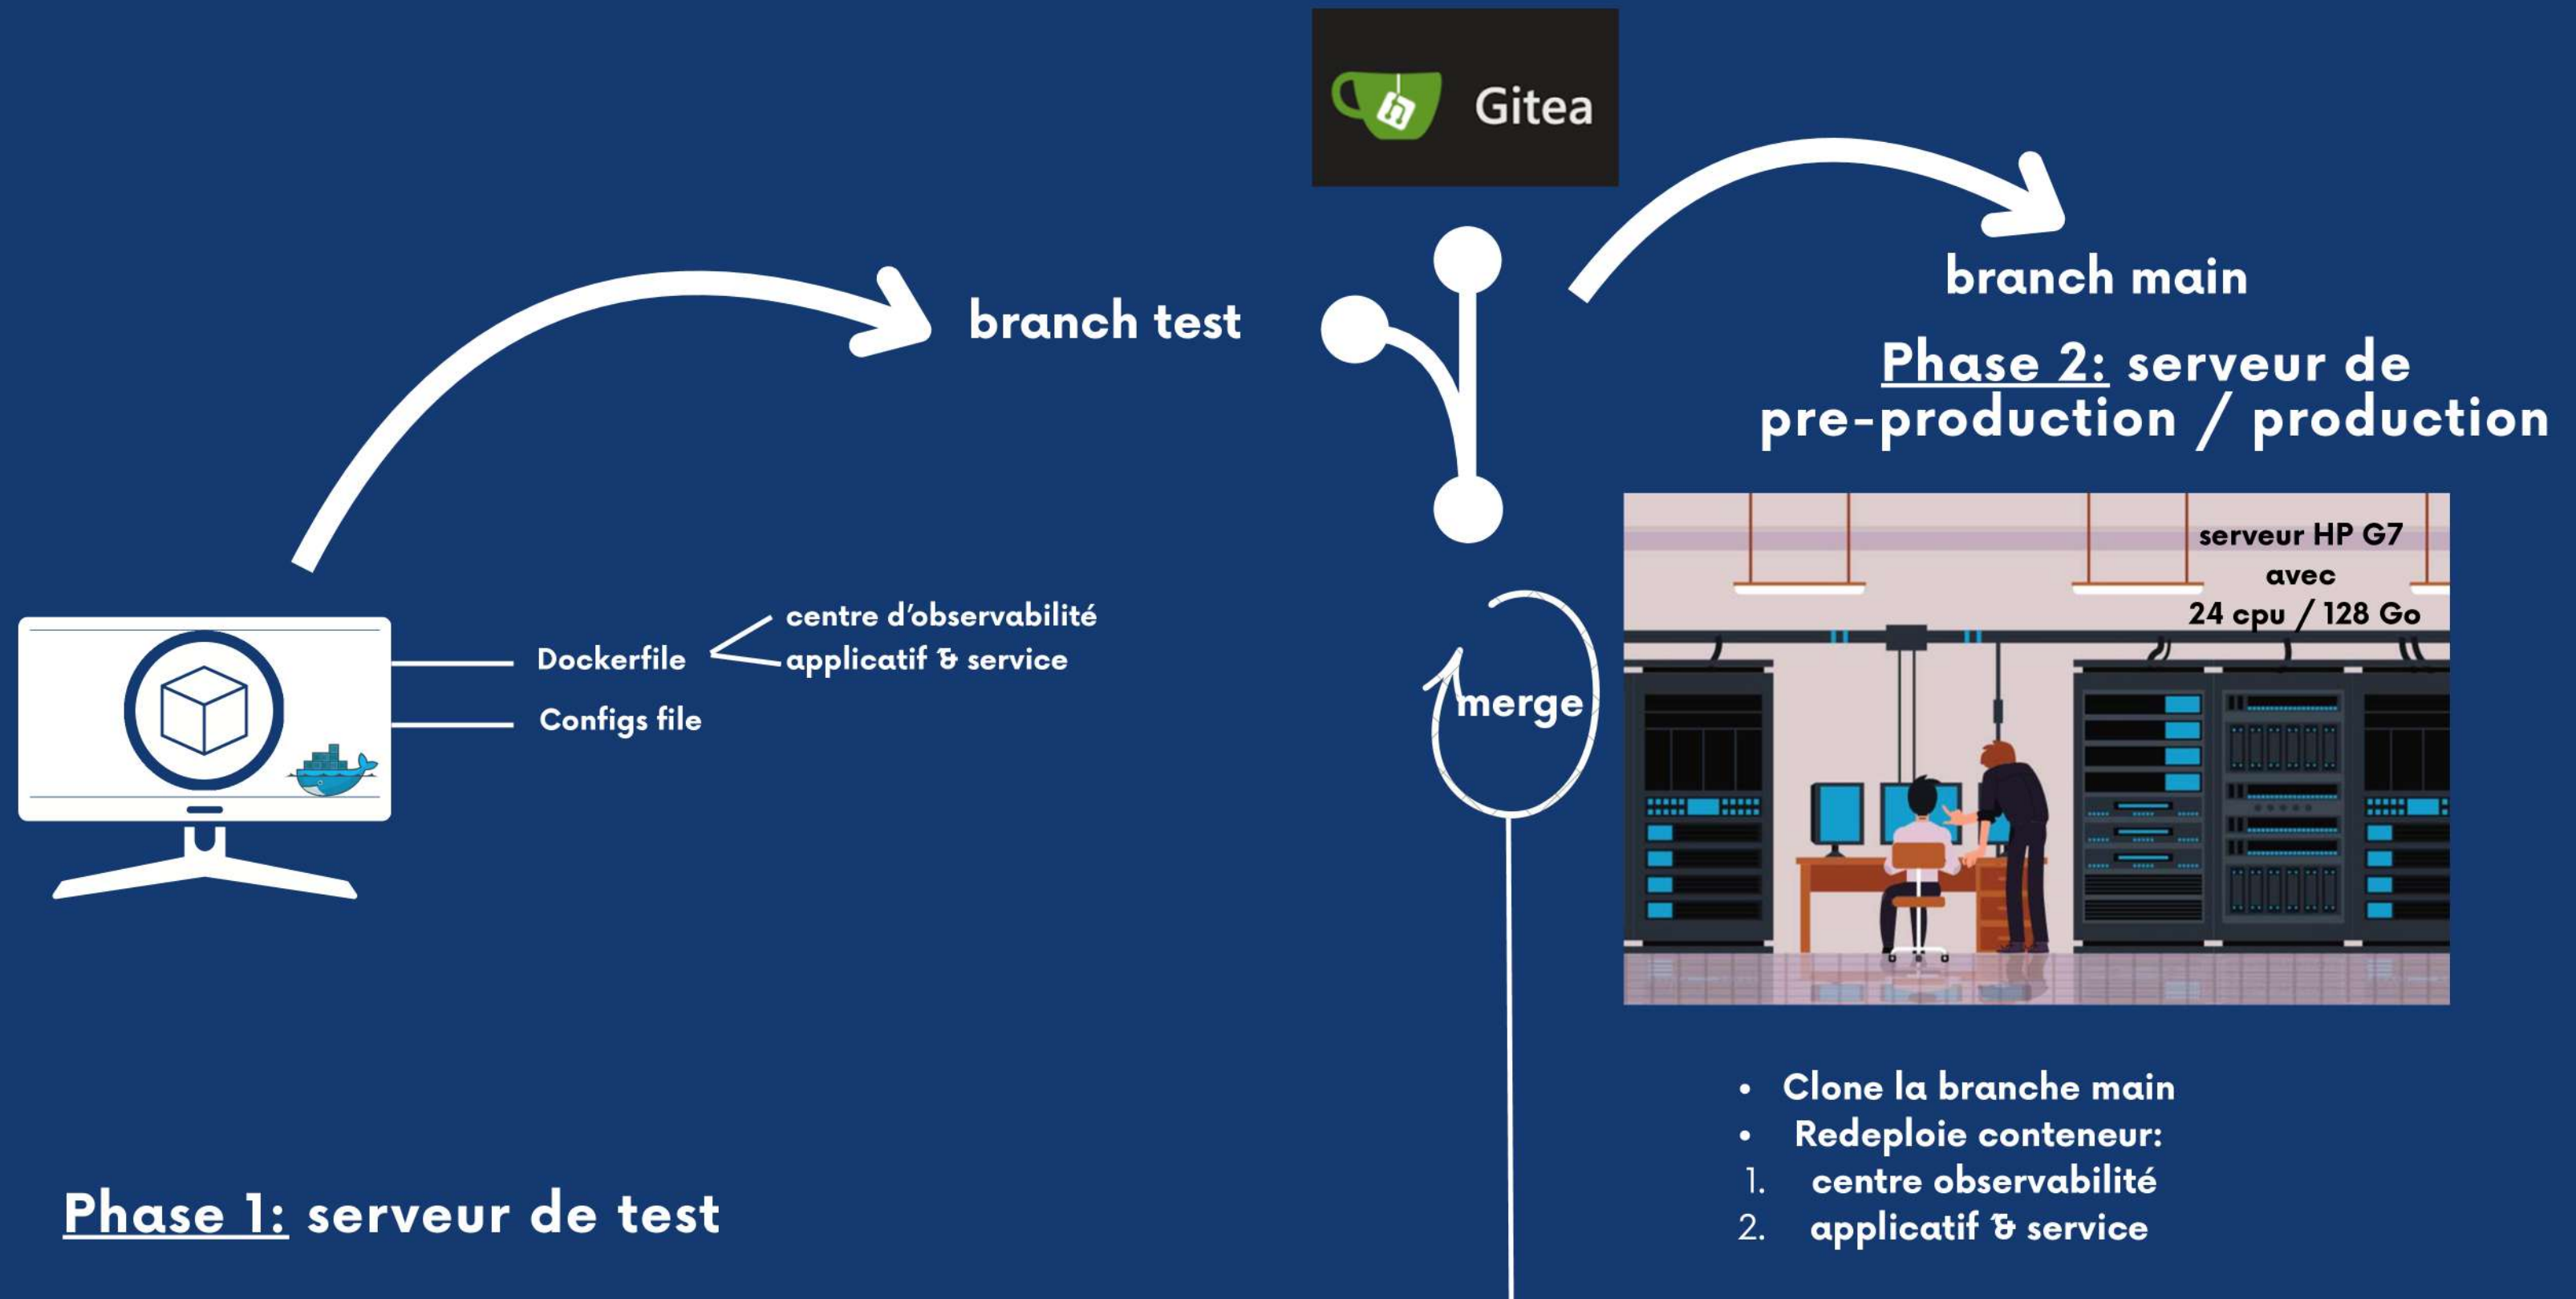 Gitea
branch test
branch main
Phase 2: serveur de
pre-production / production
serveur HP G7
avec
24 cpu / 128 Go
centre d'observabilité
Dockerfile
applicatif & service
Configs file
merge
• Clone la branche main
• Redeploie conteneur:
1. centre observabilité
2. applicatif & service
Phase 1: serveur de test